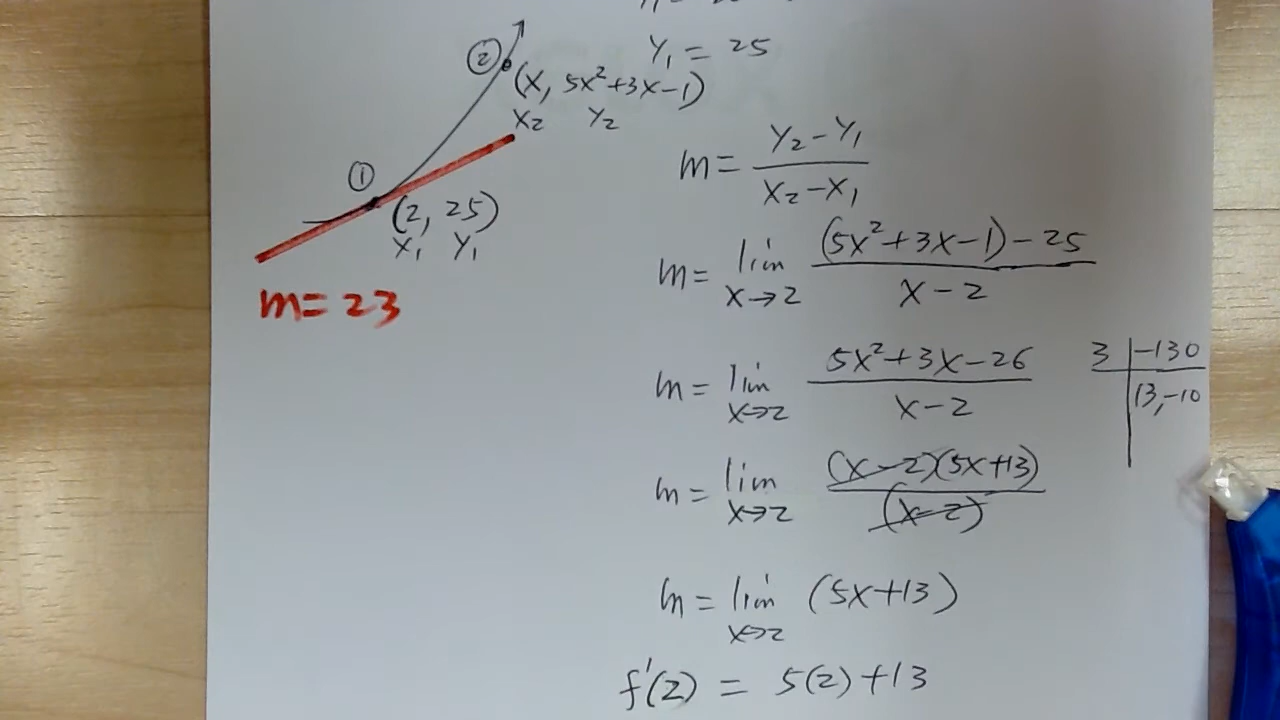 Y₁ = 25
②
(x, 5x²+3x-1)
x₂ Y₂
①
(2, 25)
x₁ Y₁
m = 23
m = (Y₂ - Y₁)/(x₂ - x₁)
m = lim x→2 ((5x²+3x-1) - 25)/(x-2)
m = lim x→2 (5x²+3x-26)/(x-2)
3 | -130
13, -10
m = lim x→2 (x-2)(5x+13)/(x-2)
m = lim x→2 (5x+13)
f'(2) = 5(2)+13